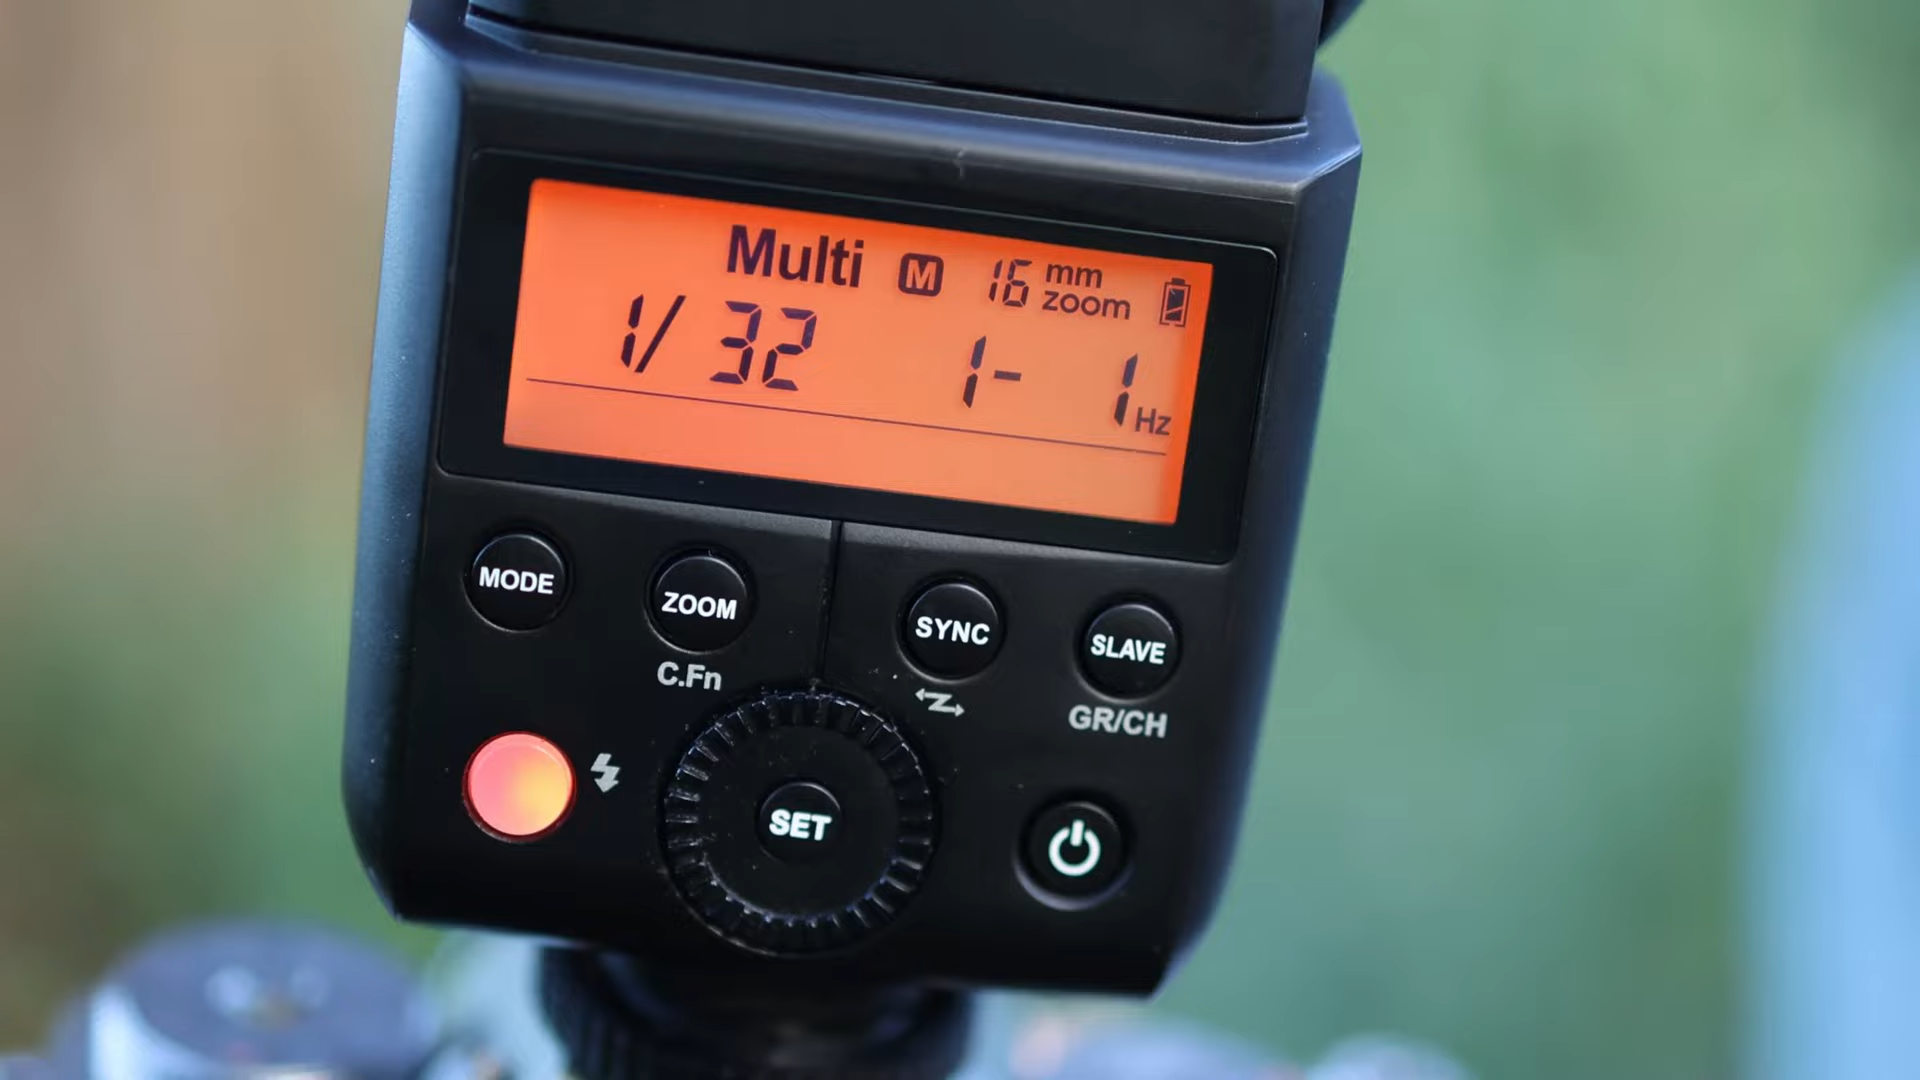 Multi M 16 mm zoom
1/ 32 1- 1 Hz
MODE ZOOM SYNC SLAVE
C.Fn GR/CH
SET